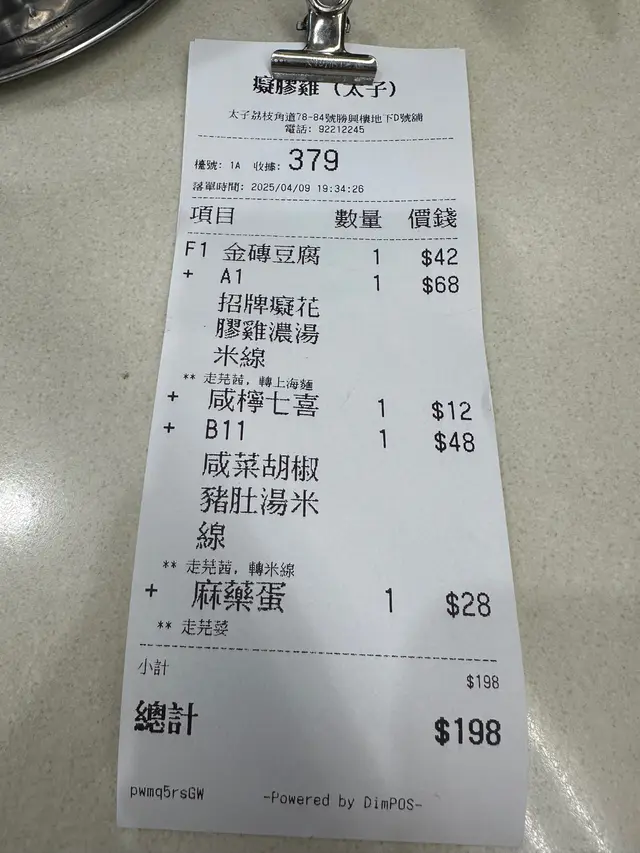 癡膠雞（太子）
太子荔枝角道78-84號勝興樓地下D號舖
電話: 92212245
檯號: 1A 收據: 379
落單時間: 2025/04/09 19:34:26
項目 數量 價錢
F1 金磚豆腐 1 $42
+ A1 1 $68
招牌癡花
膠雞濃湯
米線
** 走芫茜, 轉上海麵
+ 咸檸七喜 1 $12
+ B11 1 $48
咸菜胡椒
豬肚湯米
線
** 走芫茜, 轉米線
+ 麻藥蛋 1 $28
** 走芫荽
小計 $198
總計 $198
pwmq5rsGW -Powered by DimPOS-